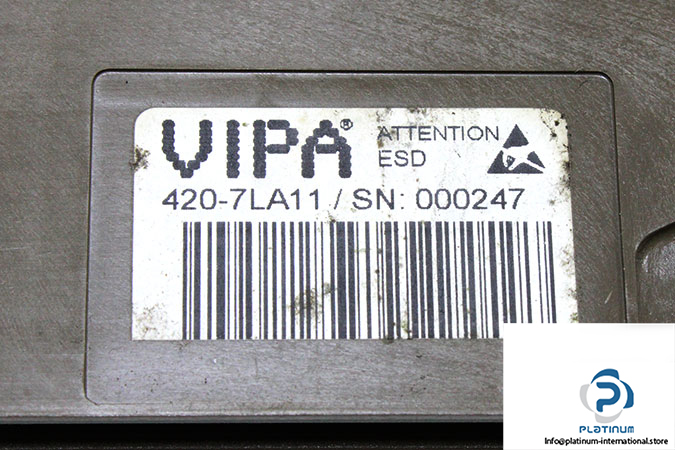 VIPA® ATTENTION
ESD
420-7LA11 / SN: 000247
PLATINUM
Info@platinum-international.store